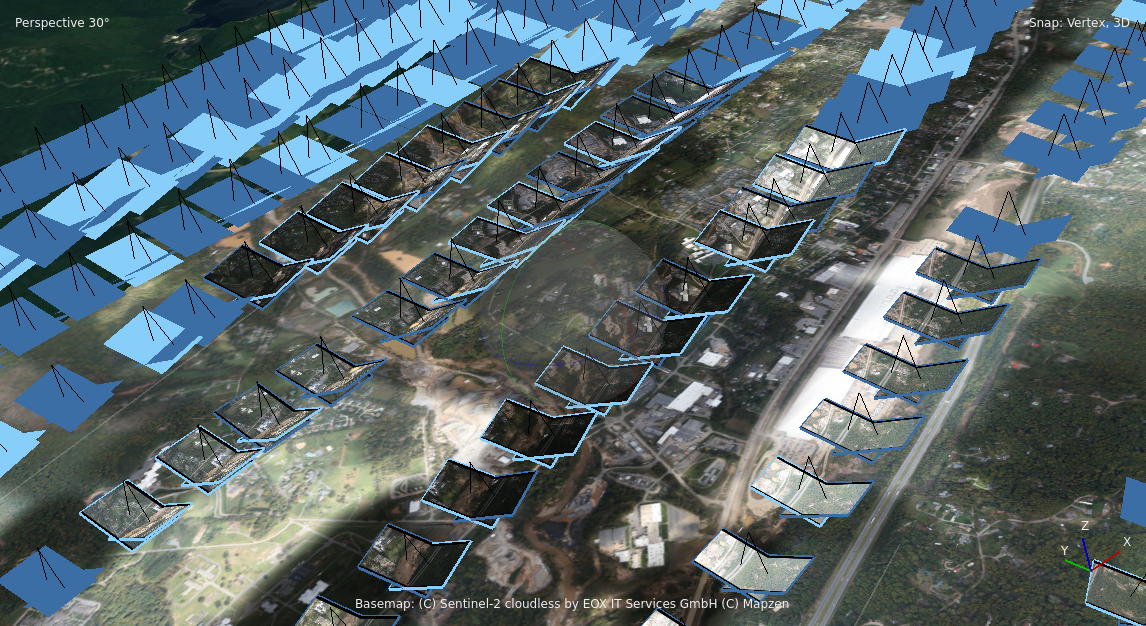 Perspective 30°
Snap: Vertex, 3D
Z
X
Y
Basemap: (C) Sentinel-2 cloudless by EOX IT Services GmbH (C) Mapzen